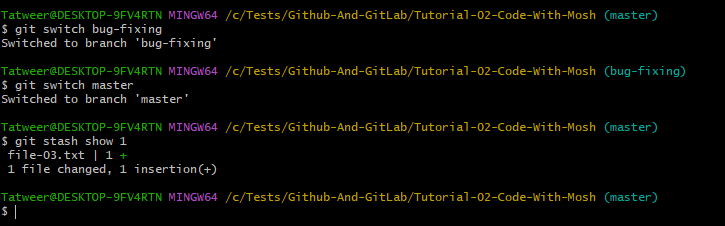 Tatweer@DESKTOP-9FV4RTN MINGW64 /c/Tests/Github-And-GitLab/Tutorial-02-Code-With-Mosh (master)
$ git switch bug-fixing
Switched to branch 'bug-fixing'
Tatweer@DESKTOP-9FV4RTN MINGW64 /c/Tests/Github-And-GitLab/Tutorial-02-Code-With-Mosh (bug-fixing)
$ git switch master
Switched to branch 'master'
Tatweer@DESKTOP-9FV4RTN MINGW64 /c/Tests/Github-And-GitLab/Tutorial-02-Code-With-Mosh (master)
$ git stash show 1
 file-03.txt | 1 +
 1 file changed, 1 insertion(+)
Tatweer@DESKTOP-9FV4RTN MINGW64 /c/Tests/Github-And-GitLab/Tutorial-02-Code-With-Mosh (master)
$